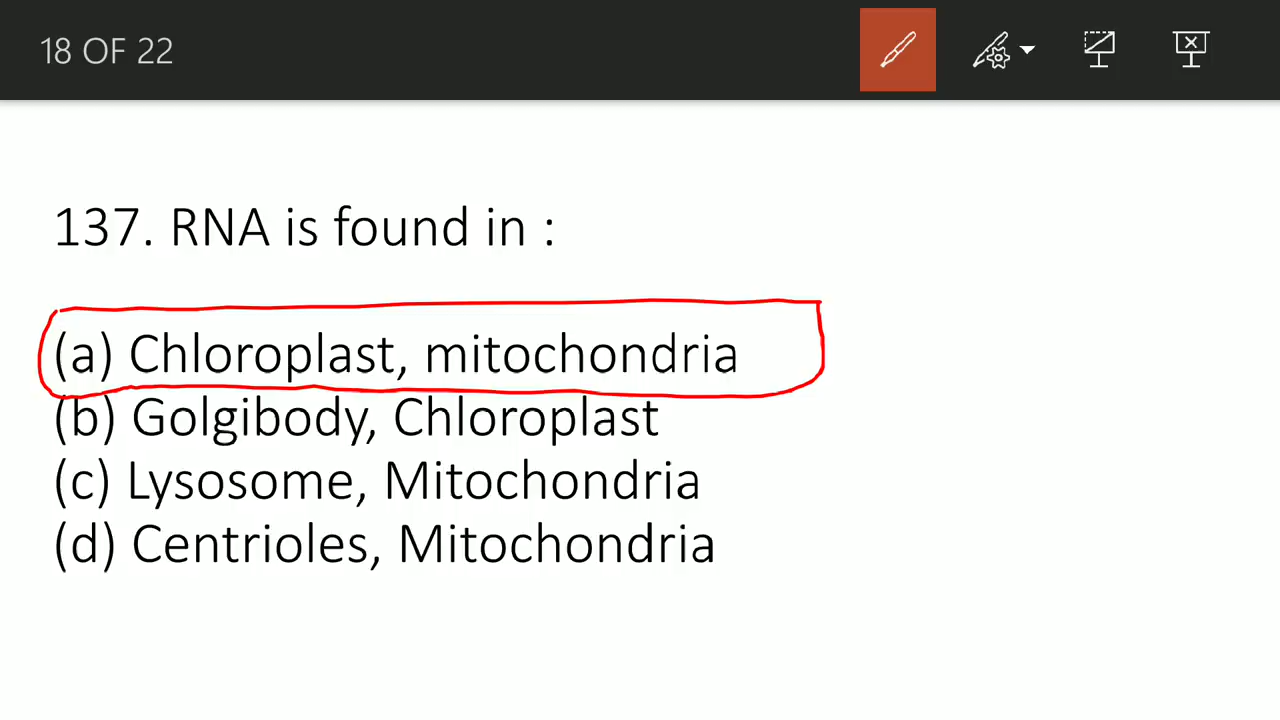 18 OF 22
137. RNA is found in :
(a) Chloroplast, mitochondria
(b) Golgibody, Chloroplast
(c) Lysosome, Mitochondria
(d) Centrioles, Mitochondria